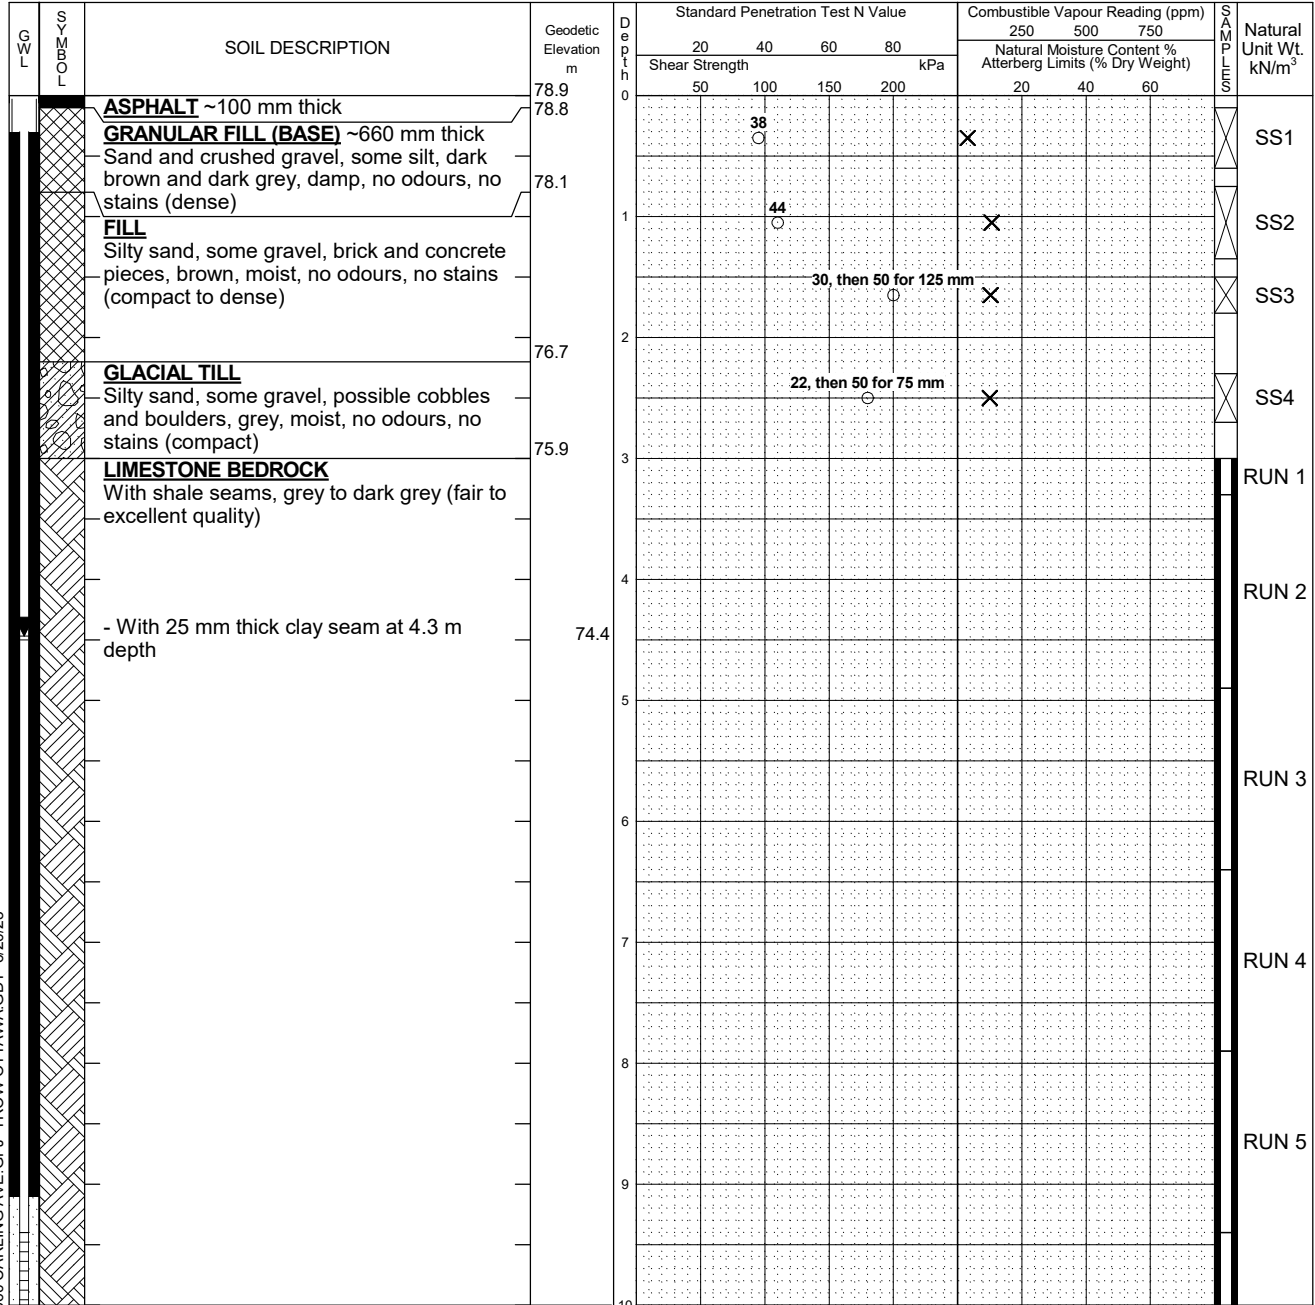 GWL
SYMBOL
SOIL DESCRIPTION
Geodetic
Elevation
m
Depth
Standard Penetration Test N Value
20 40 60 80
Shear Strength kPa
50 100 150 200
Combustible Vapour Reading (ppm)
250 500 750
Natural Moisture Content %
Atterberg Limits (% Dry Weight)
20 40 60
SAMPLES
Natural
Unit Wt.
kN/m³
78.9
0
ASPHALT ~100 mm thick
78.8
GRANULAR FILL (BASE) ~660 mm thick
Sand and crushed gravel, some silt, dark
brown and dark grey, damp, no odours, no
stains (dense)
78.1
38
SS1
FILL
Silty sand, some gravel, brick and concrete
pieces, brown, moist, no odours, no stains
(compact to dense)
1
44
SS2
30, then 50 for 125 mm
SS3
2
76.7
GLACIAL TILL
Silty sand, some gravel, possible cobbles
and boulders, grey, moist, no odours, no
stains (compact)
22, then 50 for 75 mm
SS4
75.9
3
LIMESTONE BEDROCK
With shale seams, grey to dark grey (fair to
excellent quality)
RUN 1
4
RUN 2
- With 25 mm thick clay seam at 4.3 m
depth
74.4
5
RUN 3
6
7
RUN 4
8
RUN 5
9
10